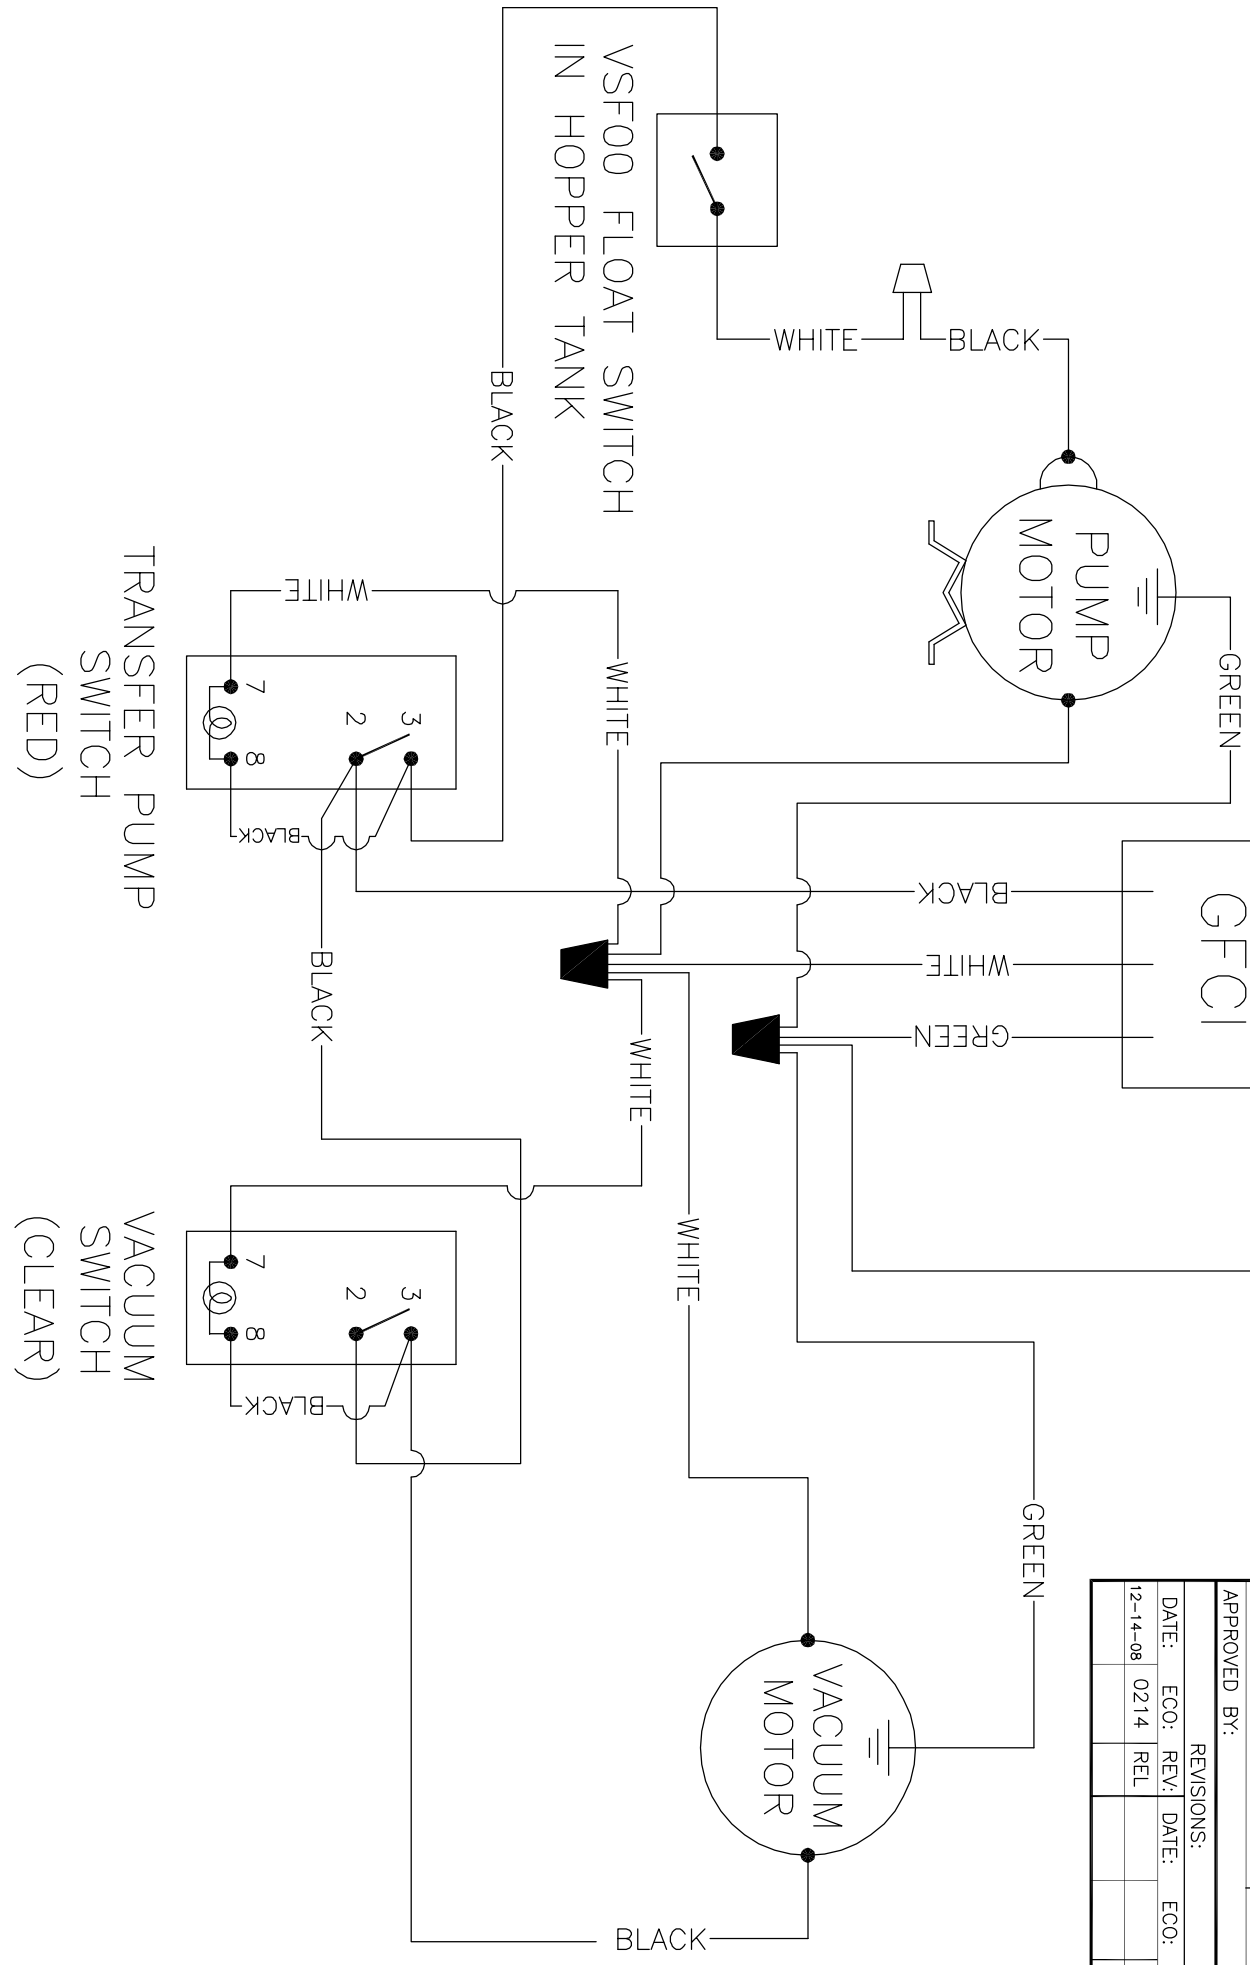 VSF00 FLOAT SWITCH
IN HOPPER TANK
WHITE
BLACK
BLACK
PUMP
MOTOR
GREEN
WHITE
WHITE
TRANSFER PUMP
SWITCH
(RED)
7
8
2
3
BLACK
BLACK
BLACK
WHITE
GREEN
GFCI
WHITE
WHITE
VACUUM
SWITCH
(CLEAR)
7
8
2
3
BLACK
GREEN
VACUUM
MOTOR
BLACK
APPROVED BY:
REVISIONS:
DATE: ECO: REV: DATE: ECO:
12-14-08 0214 REL